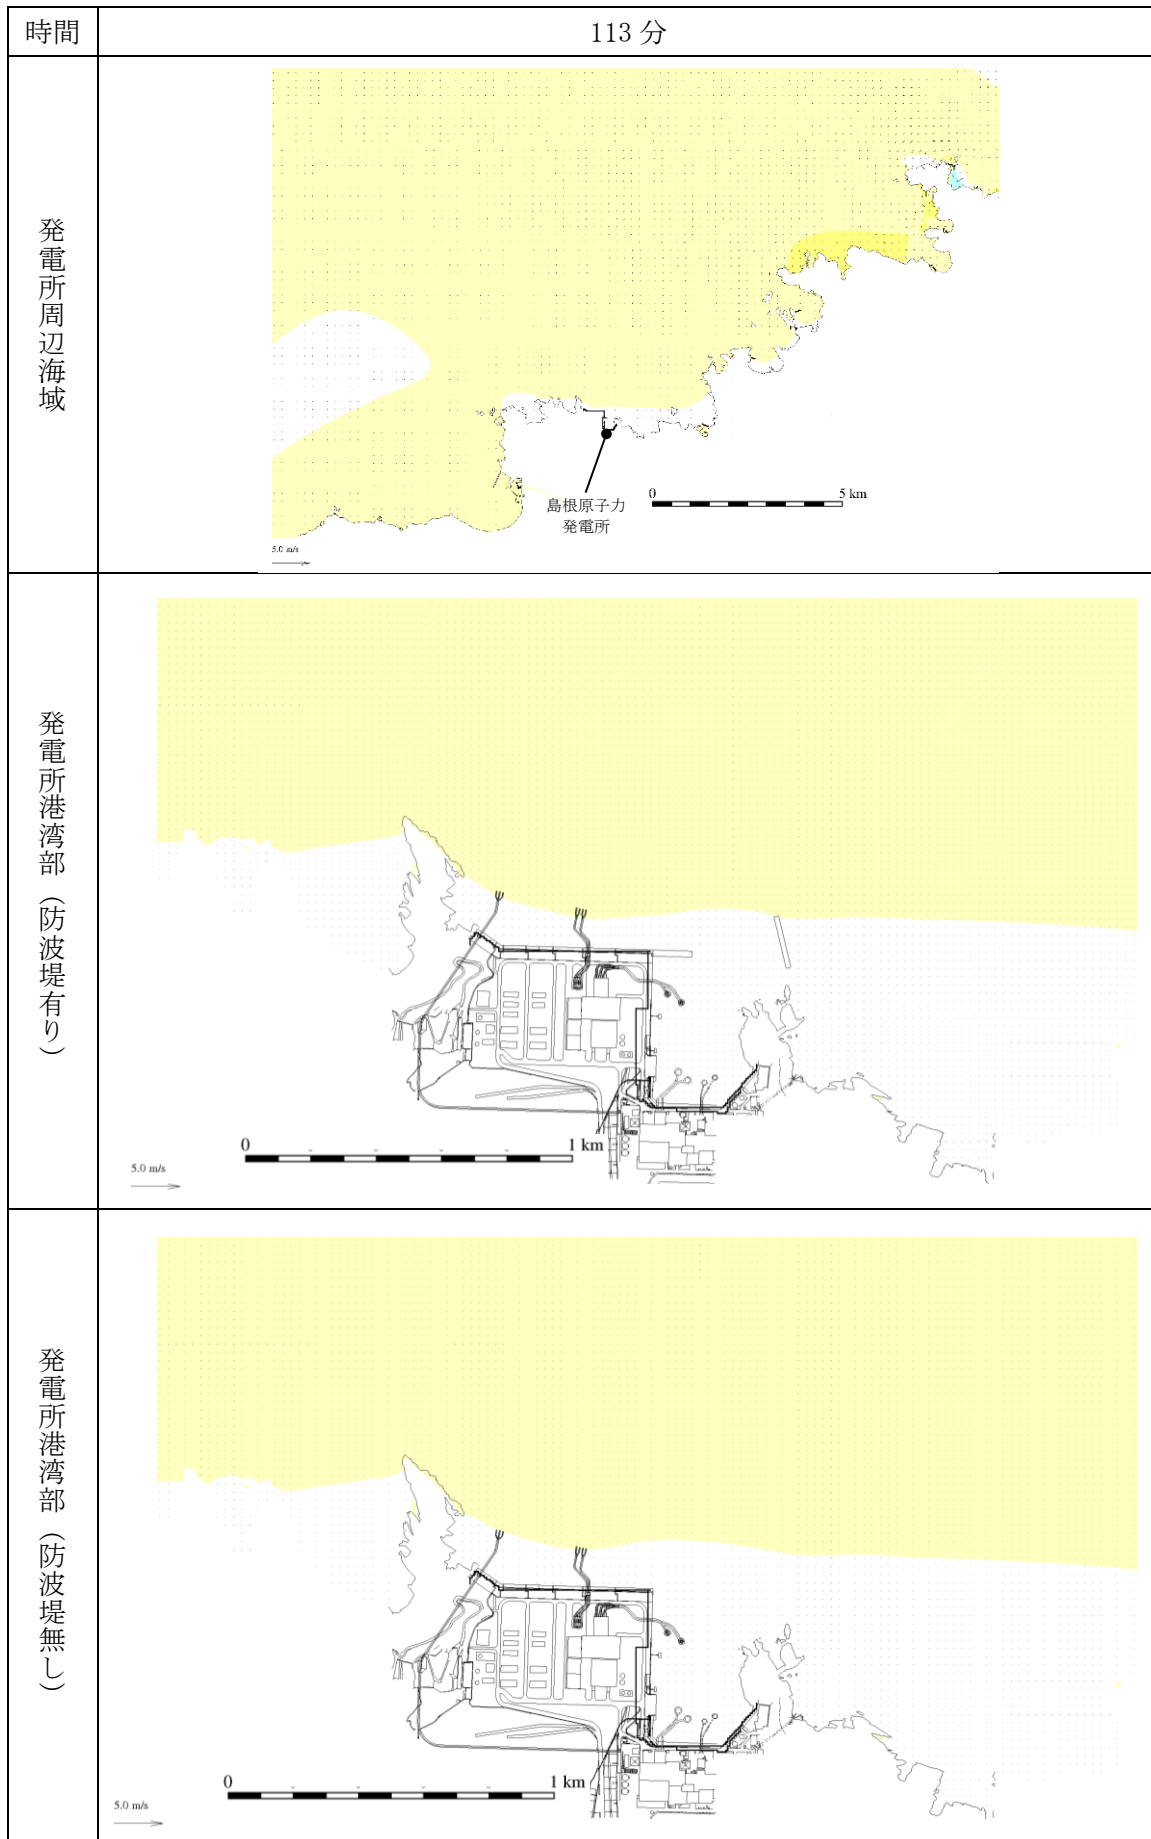 時間
113 分
発電所周辺海域
島根原子力
発電所
0
5 km
5.0 m/s
発電所港湾部（防波堤有り）
0
1 km
5.0 m/s
発電所港湾部（防波堤無し）
0
1 km
5.0 m/s